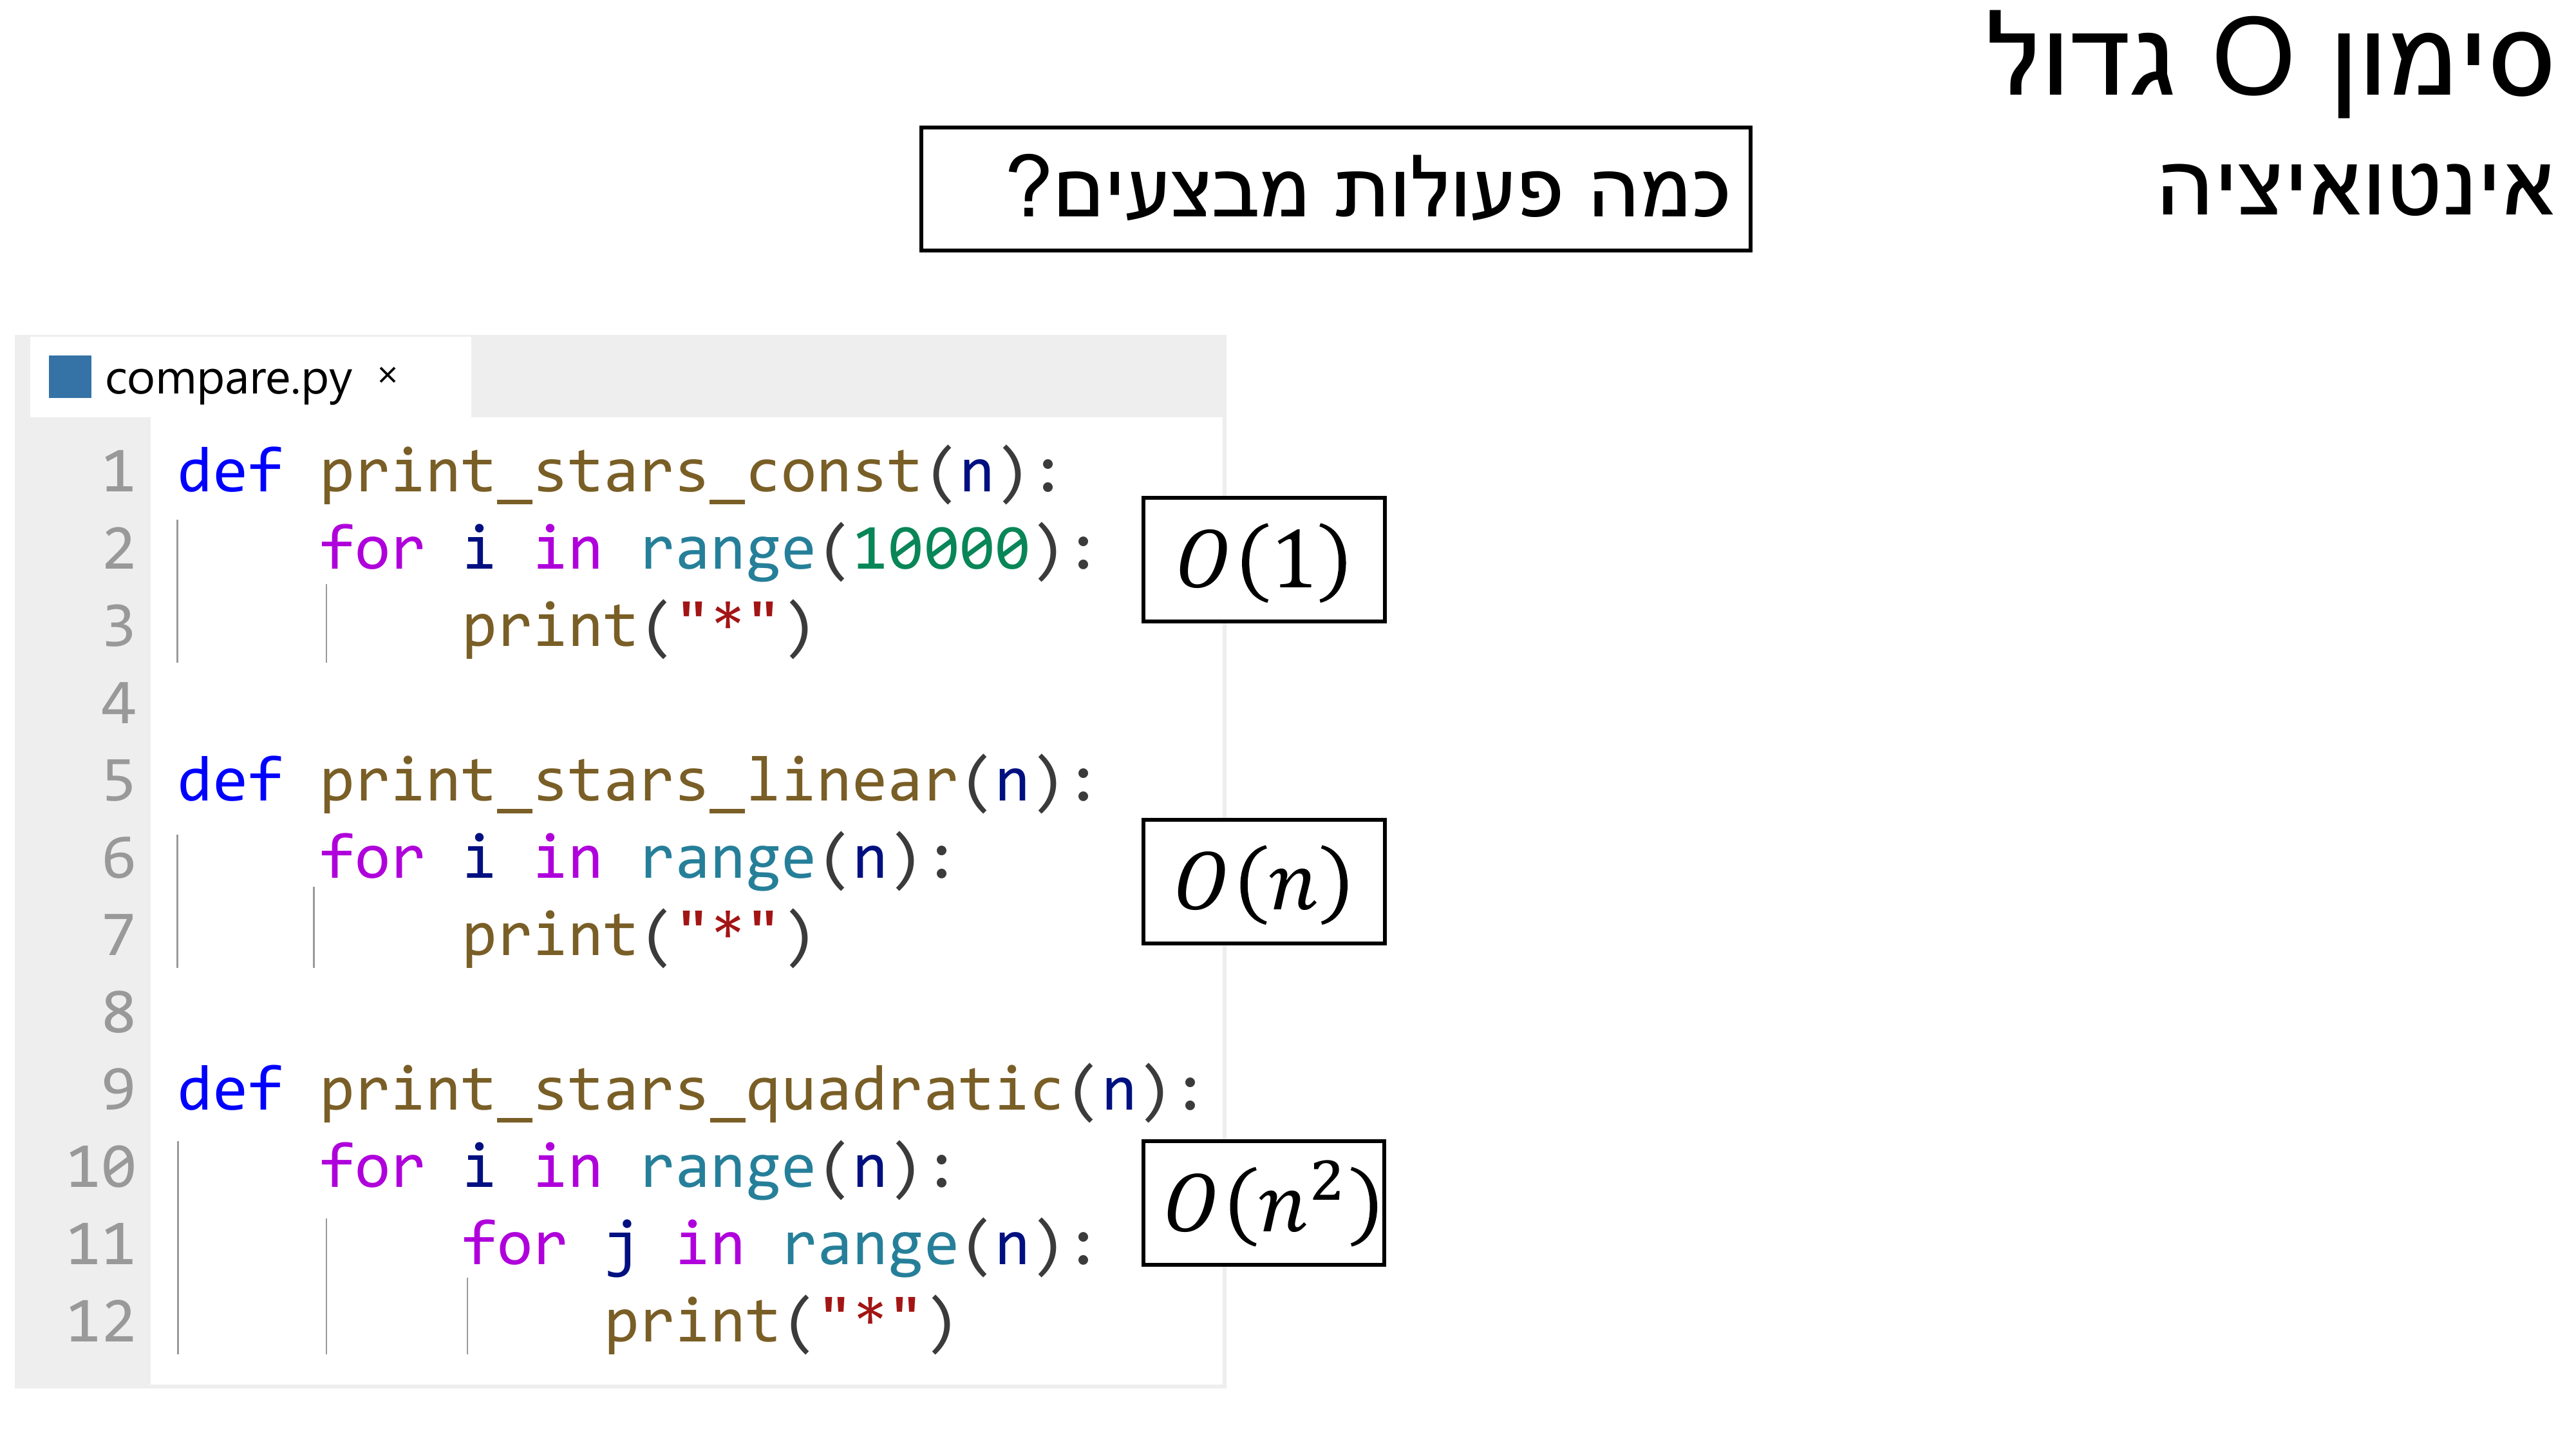 סימון O גדול
אינטואיציה
כמה פעולות מבצעים?
compare.py ×
1 def print_stars_const(n):
2     for i in range(10000):
3         print("*")
O(1)
4
5 def print_stars_linear(n):
6     for i in range(n):
7         print("*")
O(n)
8
9 def print_stars_quadratic(n):
10     for i in range(n):
11         for j in range(n):
12             print("*")
O(n²)